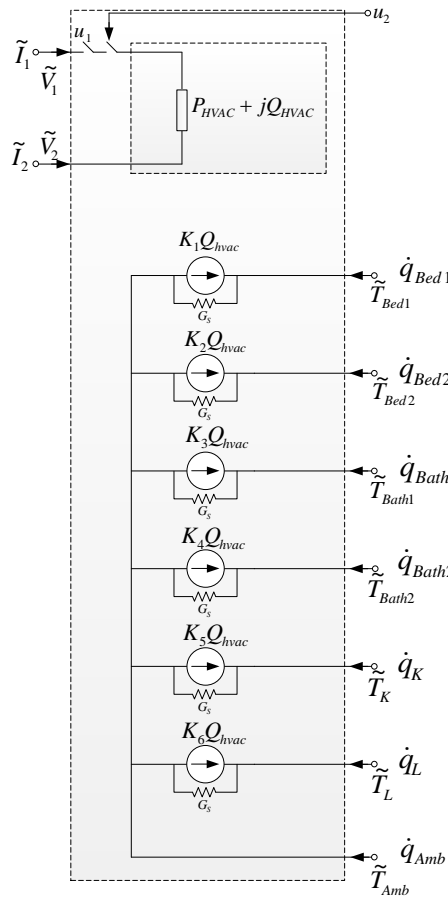 u₂
u₁
Ĩ₁
Ṽ₁
P_HVAC + jQ_HVAC
Ṽ₂
Ĩ₂
K₁Q_hvac
q̇_Bed1
G_s
T̃_Bed1
K₂Q_hvac
q̇_Bed2
G_s
T̃_Bed2
K₃Q_hvac
q̇_Bath
G_s
T̃_Bath1
K₄Q_hvac
q̇_Bath2
G_s
T̃_Bath2
K₅Q_hvac
q̇_K
G_s
T̃_K
K₆Q_hvac
q̇_L
G_s
T̃_L
q̇_Amb
T̃_Amb